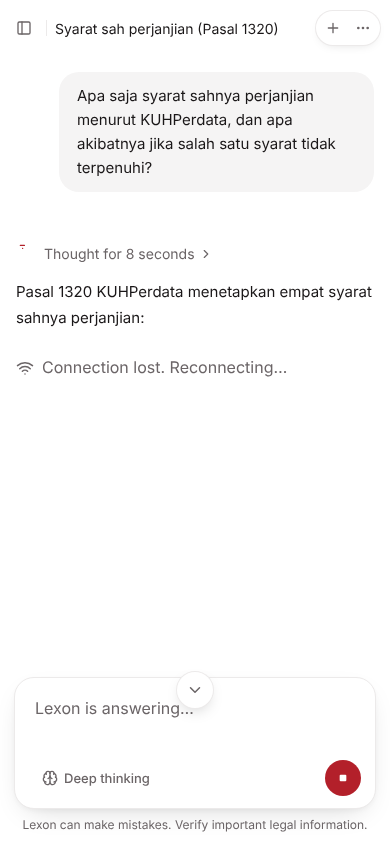 Syarat sah perjanjian (Pasal 1320)
Apa saja syarat sahnya perjanjian
menurut KUHPerdata, dan apa
akibatnya jika salah satu syarat tidak
terpenuhi?
Thought for 8 seconds
Pasal 1320 KUHPerdata menetapkan empat syarat
sahnya perjanjian:
Connection lost. Reconnecting...
Lexon is answering...
Deep thinking
Lexon can make mistakes. Verify important legal information.